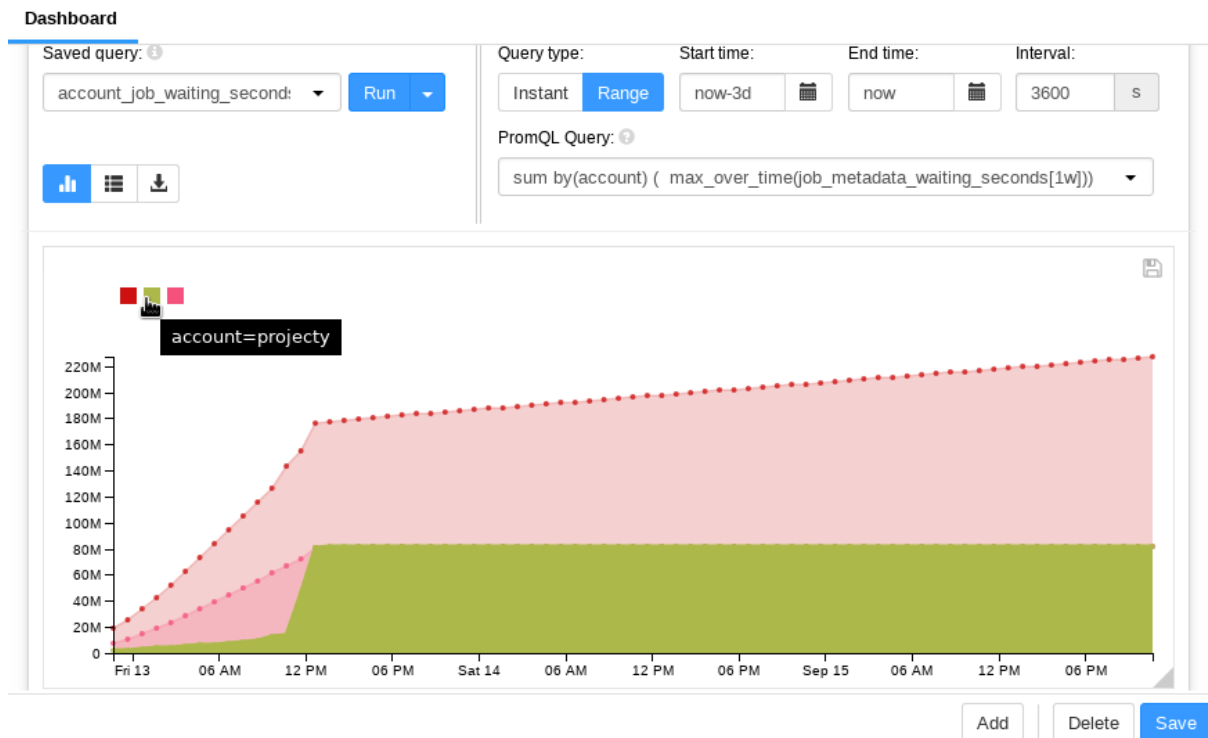 Dashboard
Saved query:
Query type:
Start time:
End time:
Interval:
account_job_waiting_second
Run
Instant
Range
now-3d
now
3600
s
PromQL Query:
sum by(account) ( max_over_time(job_metadata_waiting_seconds[1w]))
account=projecty
220M
200M
180M
160M
140M
120M
100M
80M
60M
40M
20M
0
Fri 13
06 AM
12 PM
06 PM
Sat 14
06 AM
12 PM
06 PM
Sep 15
06 AM
12 PM
06 PM
Add
Delete
Save